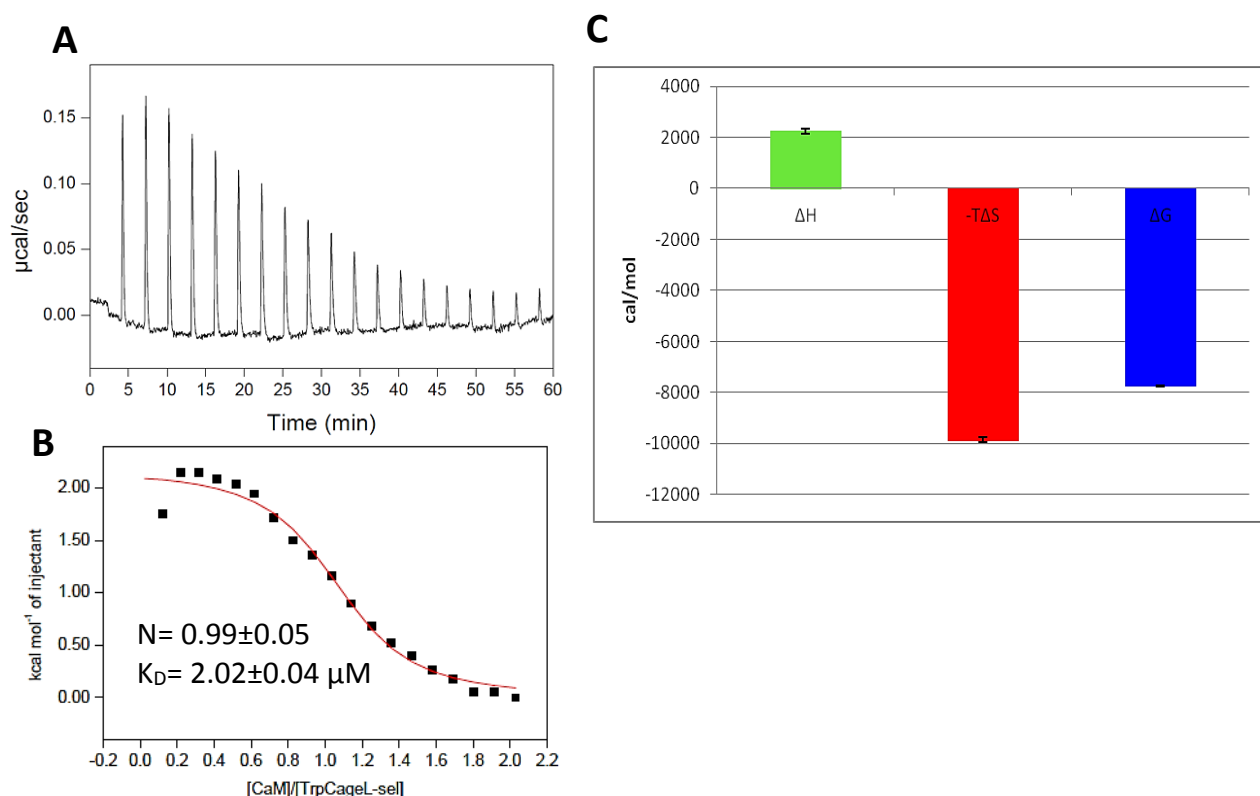 A
µcal/sec
0.15
0.10
0.05
0.00
0 5 10 15 20 25 30 35 40 45 50 55 60
Time (min)
B
kcal mol⁻¹ of injectant
2.00
1.50
1.00
0.50
0.00
N= 0.99±0.05
KD= 2.02±0.04 µM
-0.2 0.0 0.2 0.4 0.6 0.8 1.0 1.2 1.4 1.6 1.8 2.0 2.2
[CaM]/[TrpCageL-sel]
C
cal/mol
4000
2000
0
-2000
-4000
-6000
-8000
-10000
-12000
ΔH -TΔS ΔG